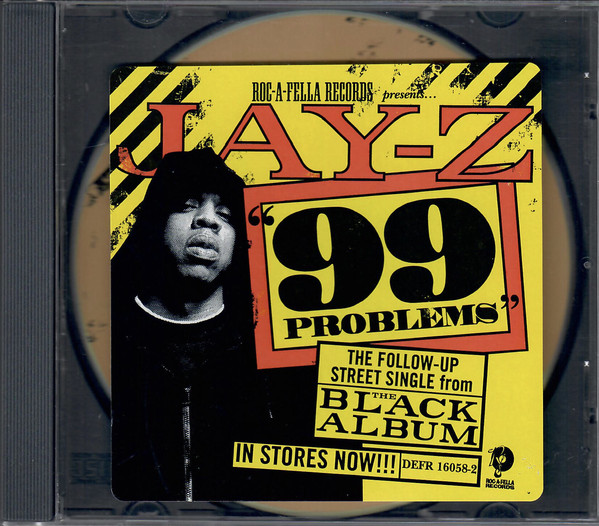 ROC-A-FELLA RECORDS presents...
JAY-Z
“99
PROBLEMS”
THE FOLLOW-UP
STREET SINGLE from
THE
BLACK
ALBUM
IN STORES NOW!!!
DEFR 16058-2
ROC-A-FELLA
RECORDS